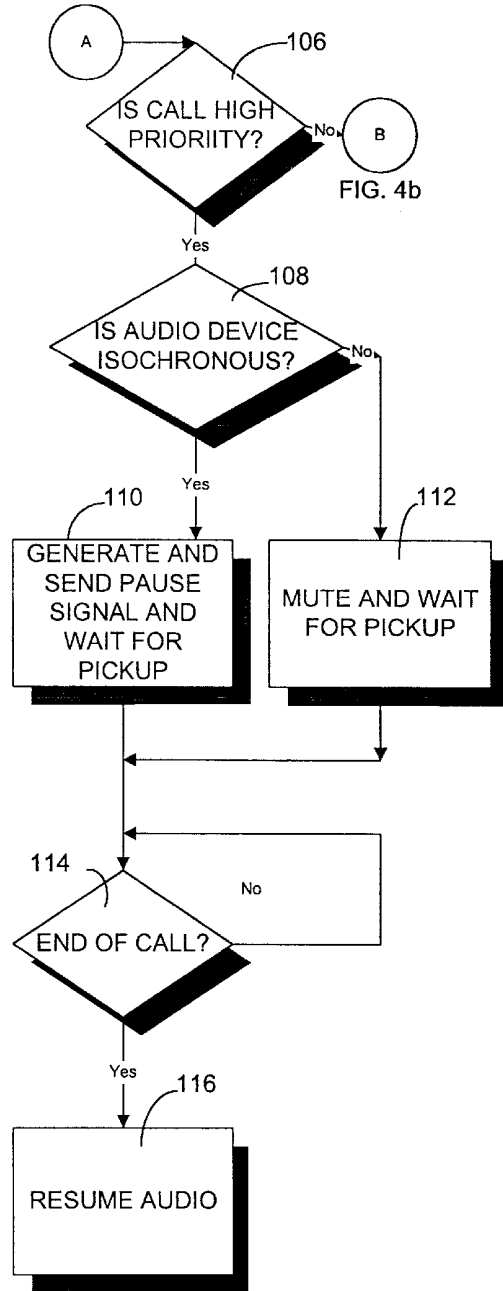 A
106
IS CALL HIGH
PRIORIITY?
No
B
FIG. 4b
Yes
108
IS AUDIO DEVICE
ISOCHRONOUS?
No
Yes
110
GENERATE AND
SEND PAUSE
SIGNAL AND
WAIT FOR
PICKUP
112
MUTE AND WAIT
FOR PICKUP
114
No
END OF CALL?
Yes
116
RESUME AUDIO